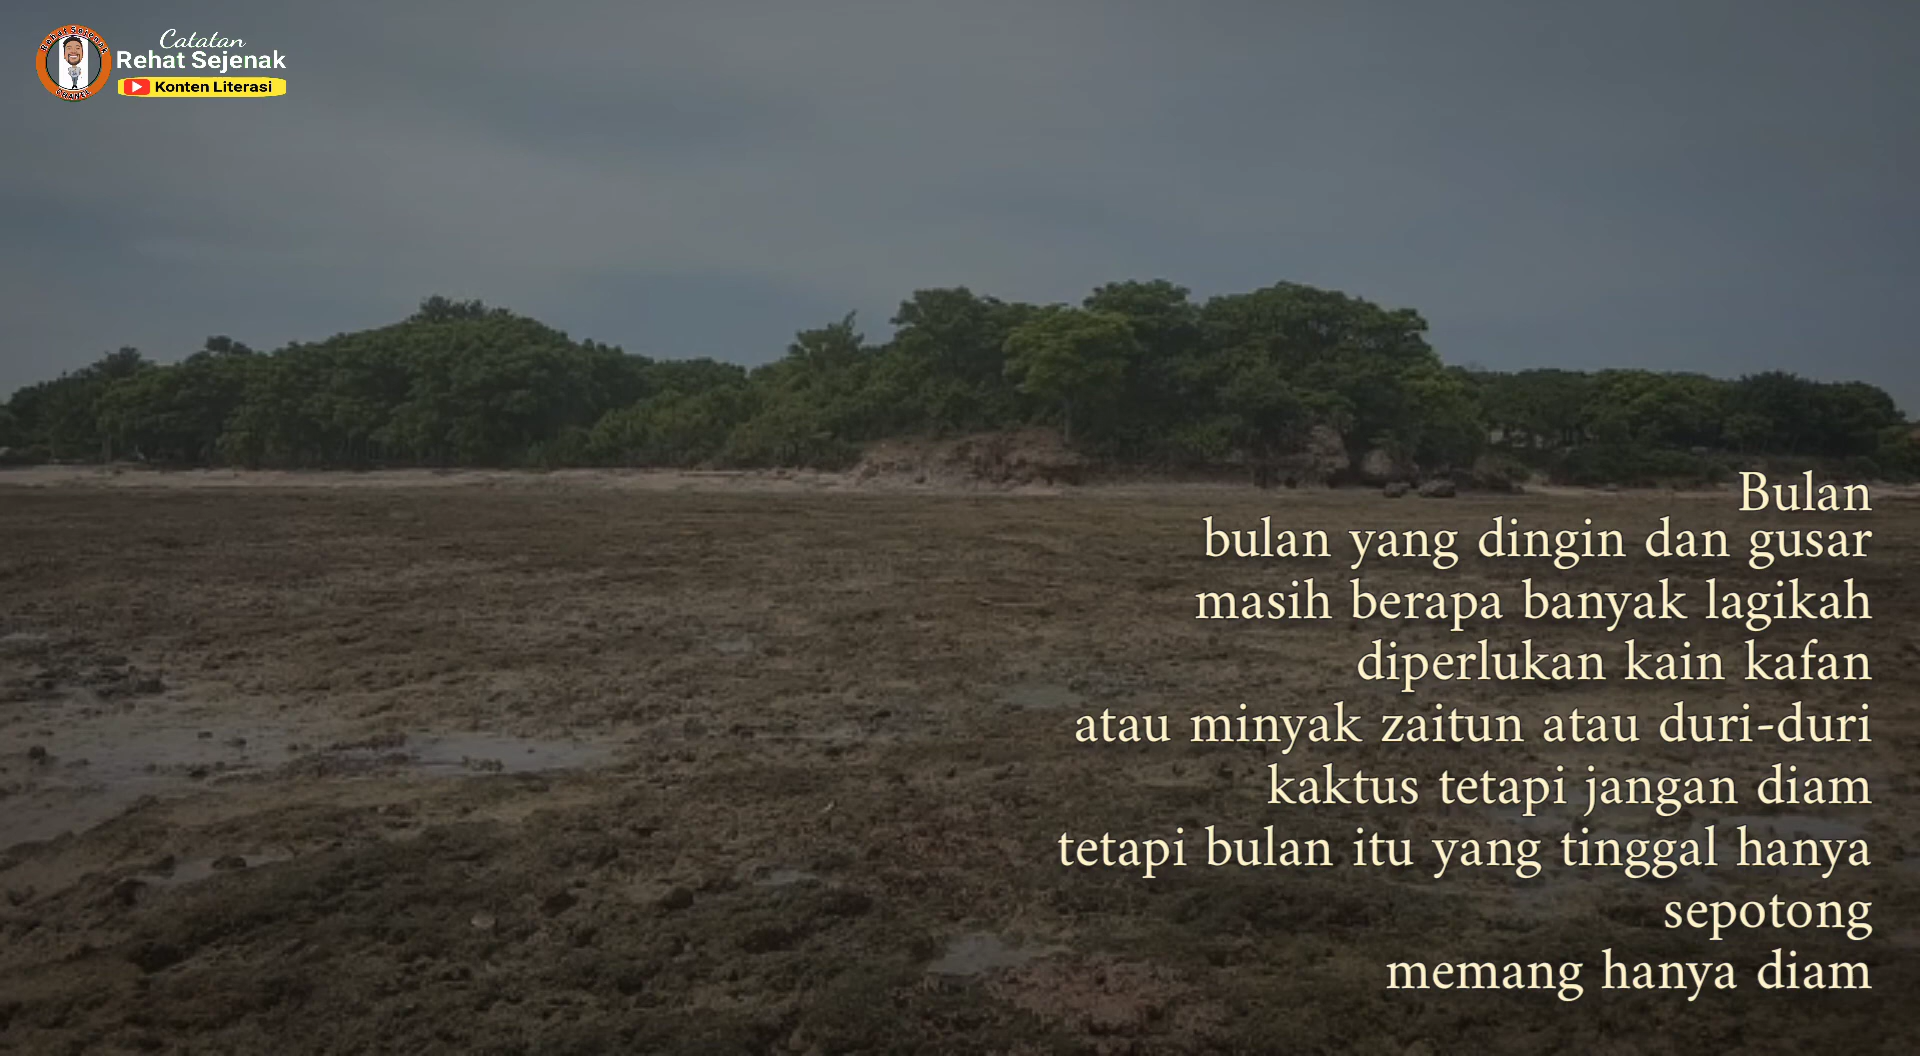 Rehat Sejenak
Catatan
Rehat Sejenak
Konten Literasi
Bulan
bulan yang dingin dan gusar
masih berapa banyak lagikah
diperlukan kain kafan
atau minyak zaitun atau duri-duri
kaktus tetapi jangan diam
tetapi bulan itu yang tinggal hanya
sepotong
memang hanya diam